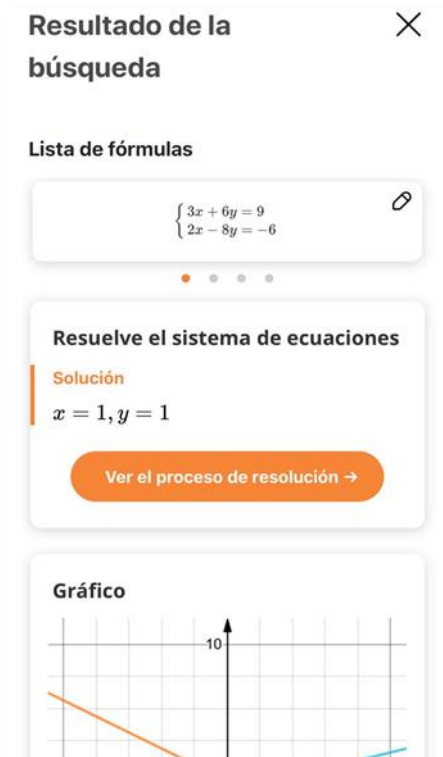 Resultado de la
búsqueda
Lista de fórmulas
3x + 6y = 9
2x − 8y = −6
Resuelve el sistema de ecuaciones
Solución
x = 1, y = 1
Ver el proceso de resolución →
Gráfico
10